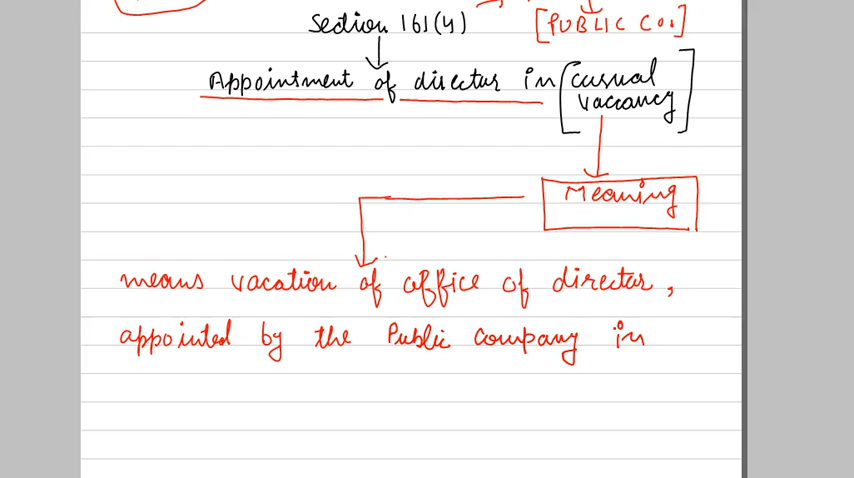 Section 161(4)
[PUBLIC CO.]
Appointment of director in [casual
vaccancy]
Meaning
means vacation of office of director,
appointed by the Public company in